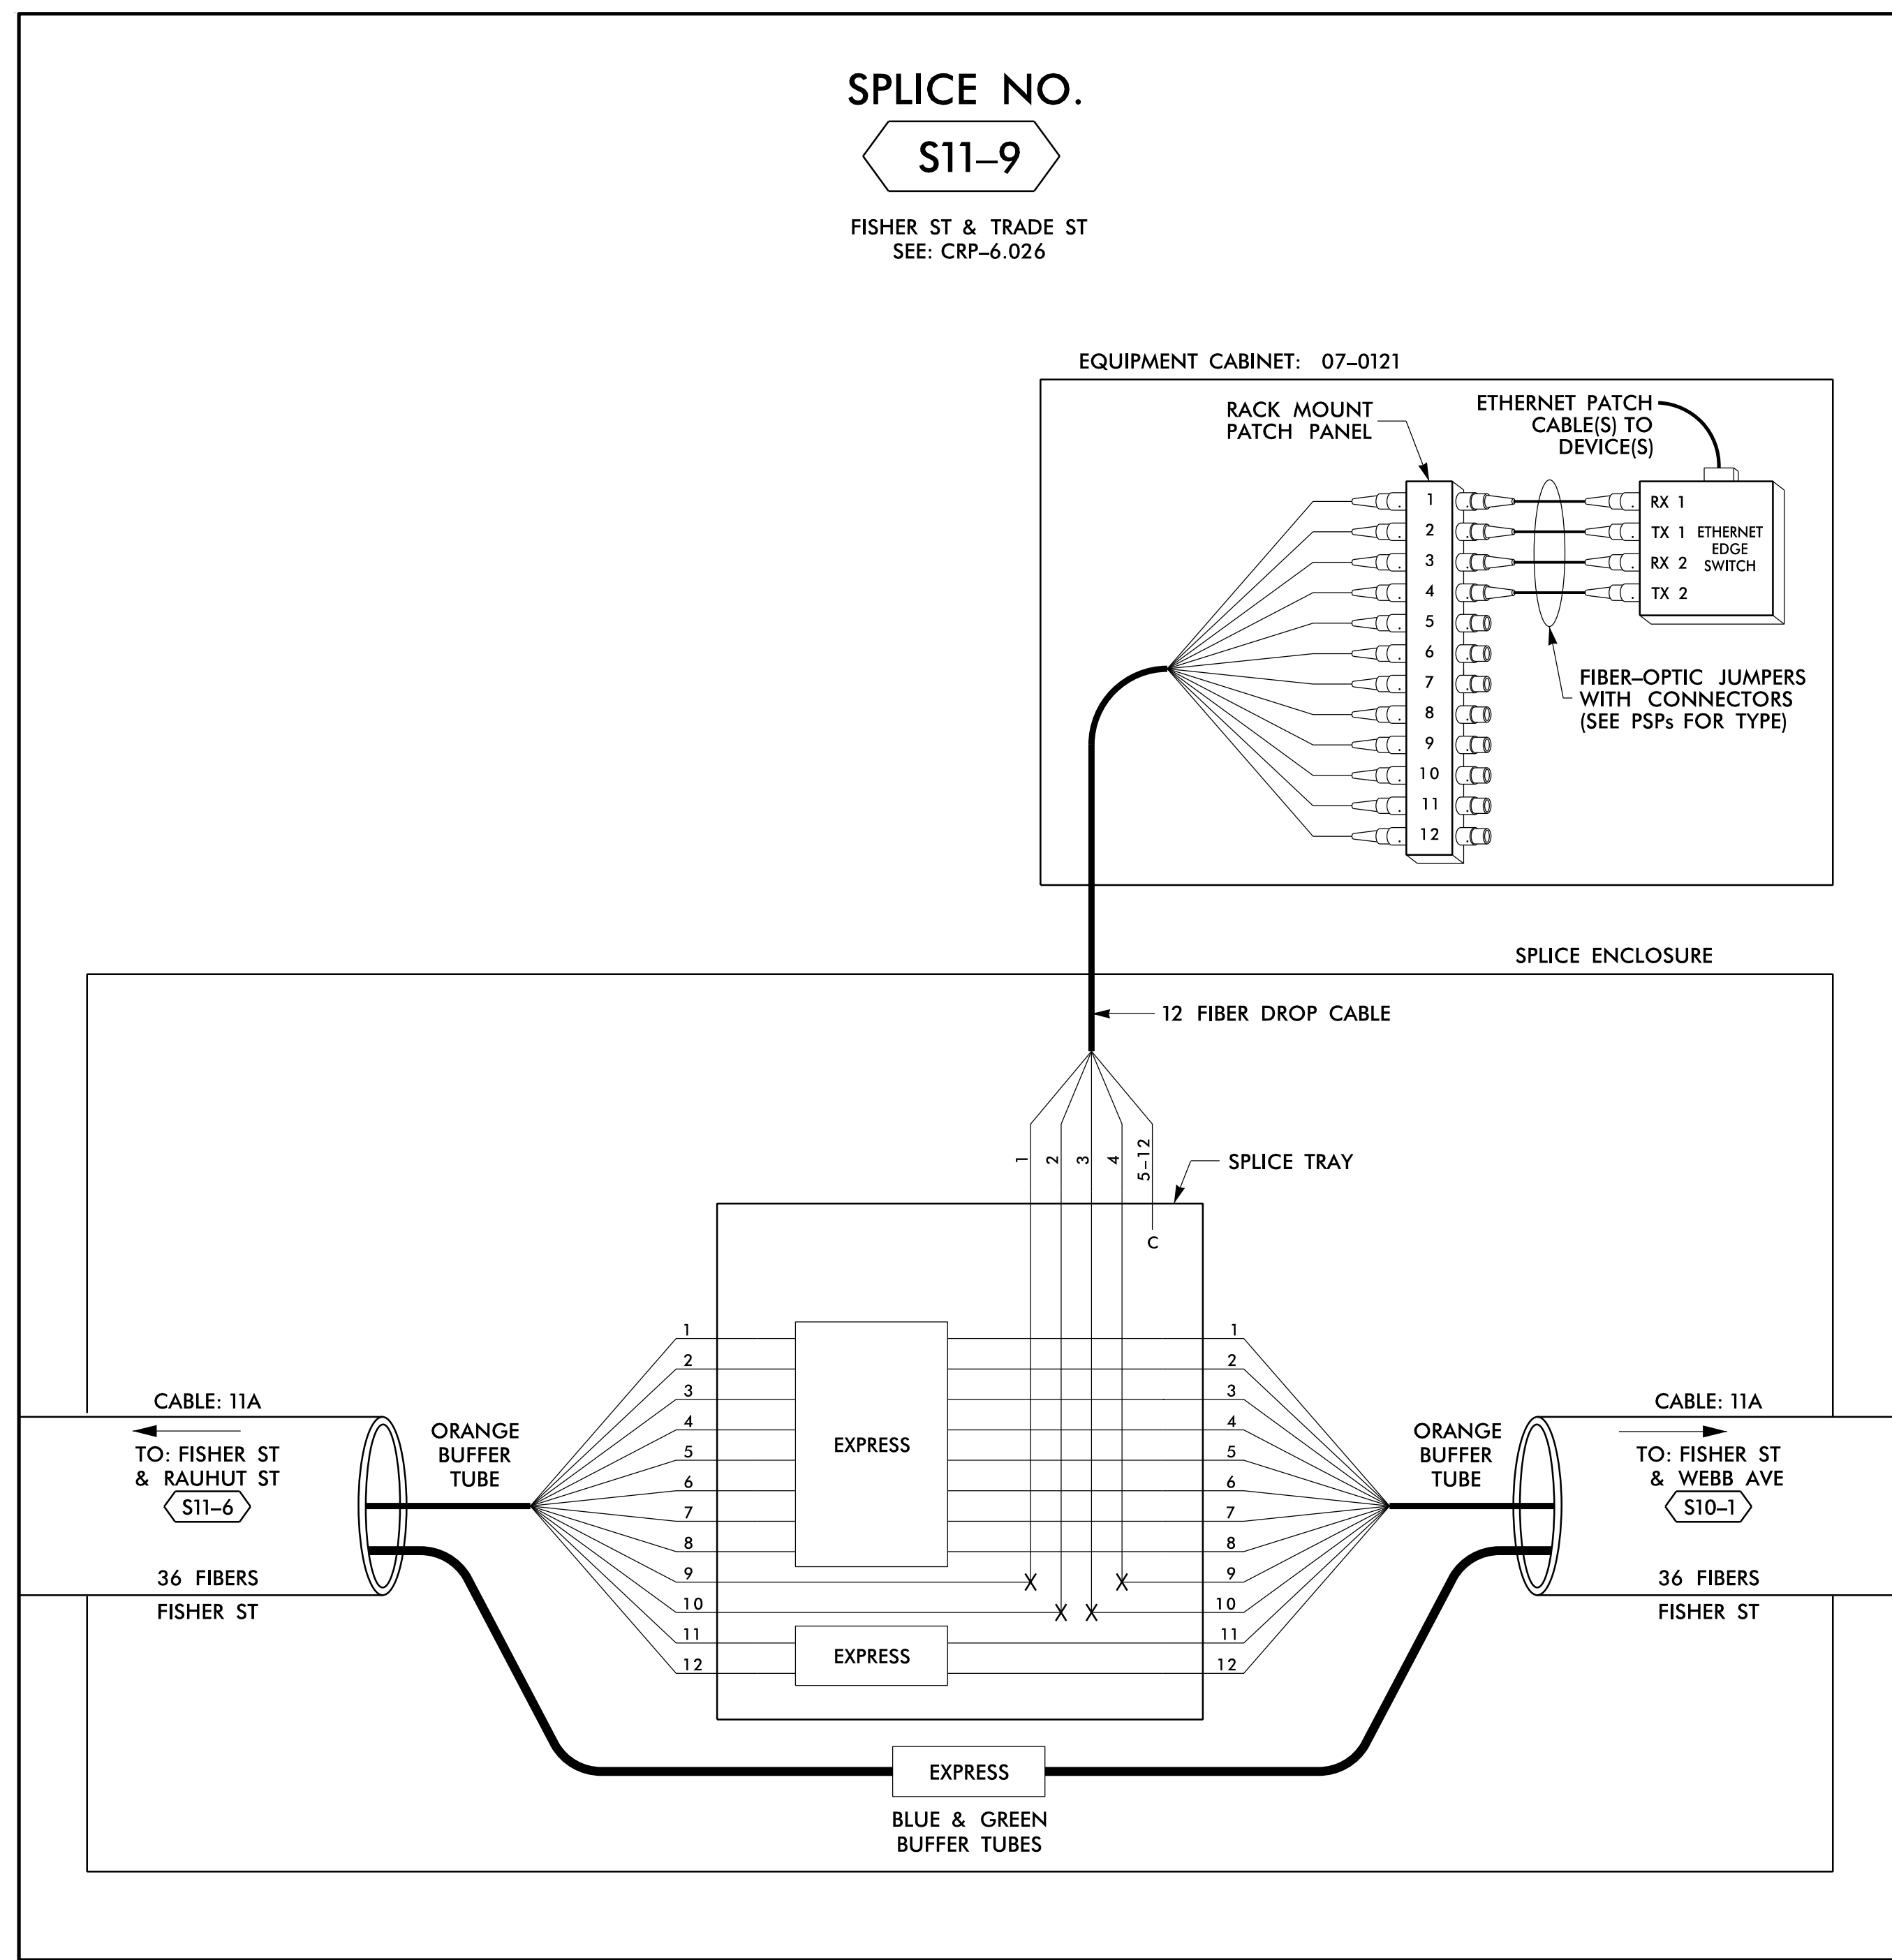 SPLICE NO.
S11–9
FISHER ST & TRADE ST
SEE: CRP–6.026
EQUIPMENT CABINET: 07–0121
RACK MOUNT
PATCH PANEL
ETHERNET PATCH
CABLE(S) TO
DEVICE(S)
1
2
3
4
5
6
7
8
9
10
11
12
RX 1
TX 1
RX 2
TX 2
ETHERNET
EDGE
SWITCH
FIBER–OPTIC JUMPERS
WITH CONNECTORS
(SEE PSPs FOR TYPE)
SPLICE ENCLOSURE
12 FIBER DROP CABLE
1
2
3
4
5–12
SPLICE TRAY
C
CABLE: 11A
TO: FISHER ST
& RAUHUT ST
S11–6
36 FIBERS
FISHER ST
ORANGE
BUFFER
TUBE
1
2
3
4
5
6
7
8
9
10
11
12
EXPRESS
EXPRESS
1
2
3
4
5
6
7
8
9
10
11
12
ORANGE
BUFFER
TUBE
CABLE: 11A
TO: FISHER ST
& WEBB AVE
S10–1
36 FIBERS
FISHER ST
EXPRESS
BLUE & GREEN
BUFFER TUBES